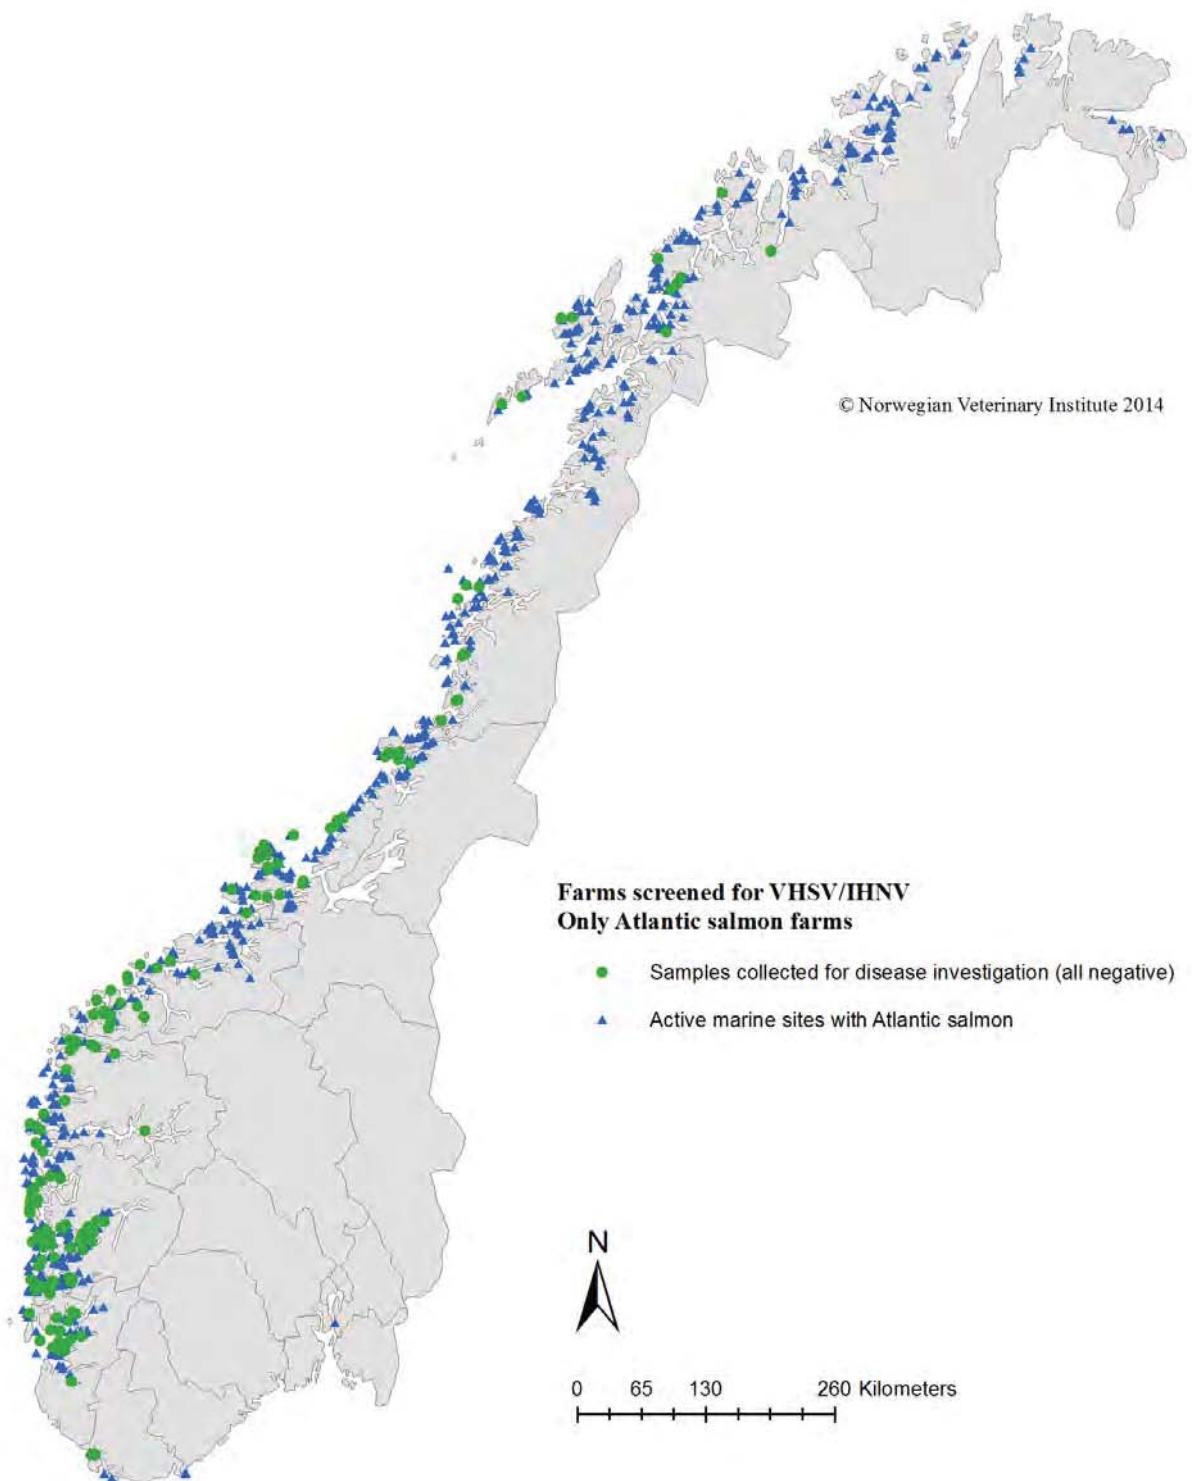 © Norwegian Veterinary Institute 2014
Farms screened for VHSV/IHNV
Only Atlantic salmon farms
Samples collected for disease investigation (all negative)
Active marine sites with Atlantic salmon
N
0 65 130 260 Kilometers